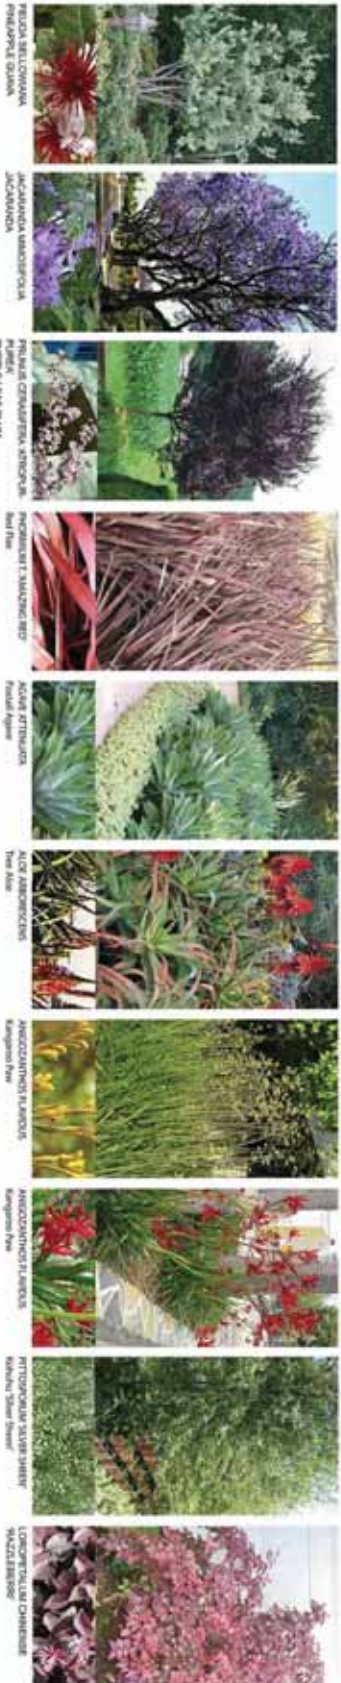 FEIJOA SELLOWIANA
PINEAPPLE GUAVA
JACARANDA MIMOSIFOLIA
JACARANDA
PRUNUS CERASIFERA 'ATROPUR-
PUREA'
PHORMIUM T. 'AMAZING RED'
Red Flax
AGAVE ATTENUATA
Foxtail Agave
ALOE ARBORESCENS
Tree Aloe
ANIGOZANTHOS FLAVIDUS
Kangaroo Paw
ANIGOZANTHOS FLAVIDUS
Kangaroo Paw
PITTOSPORUM 'SILVER SHEEN'
Kohuhu 'Silver Sheen'
LOROPETALUM CHINENSE
'RAZZLEBERRI'